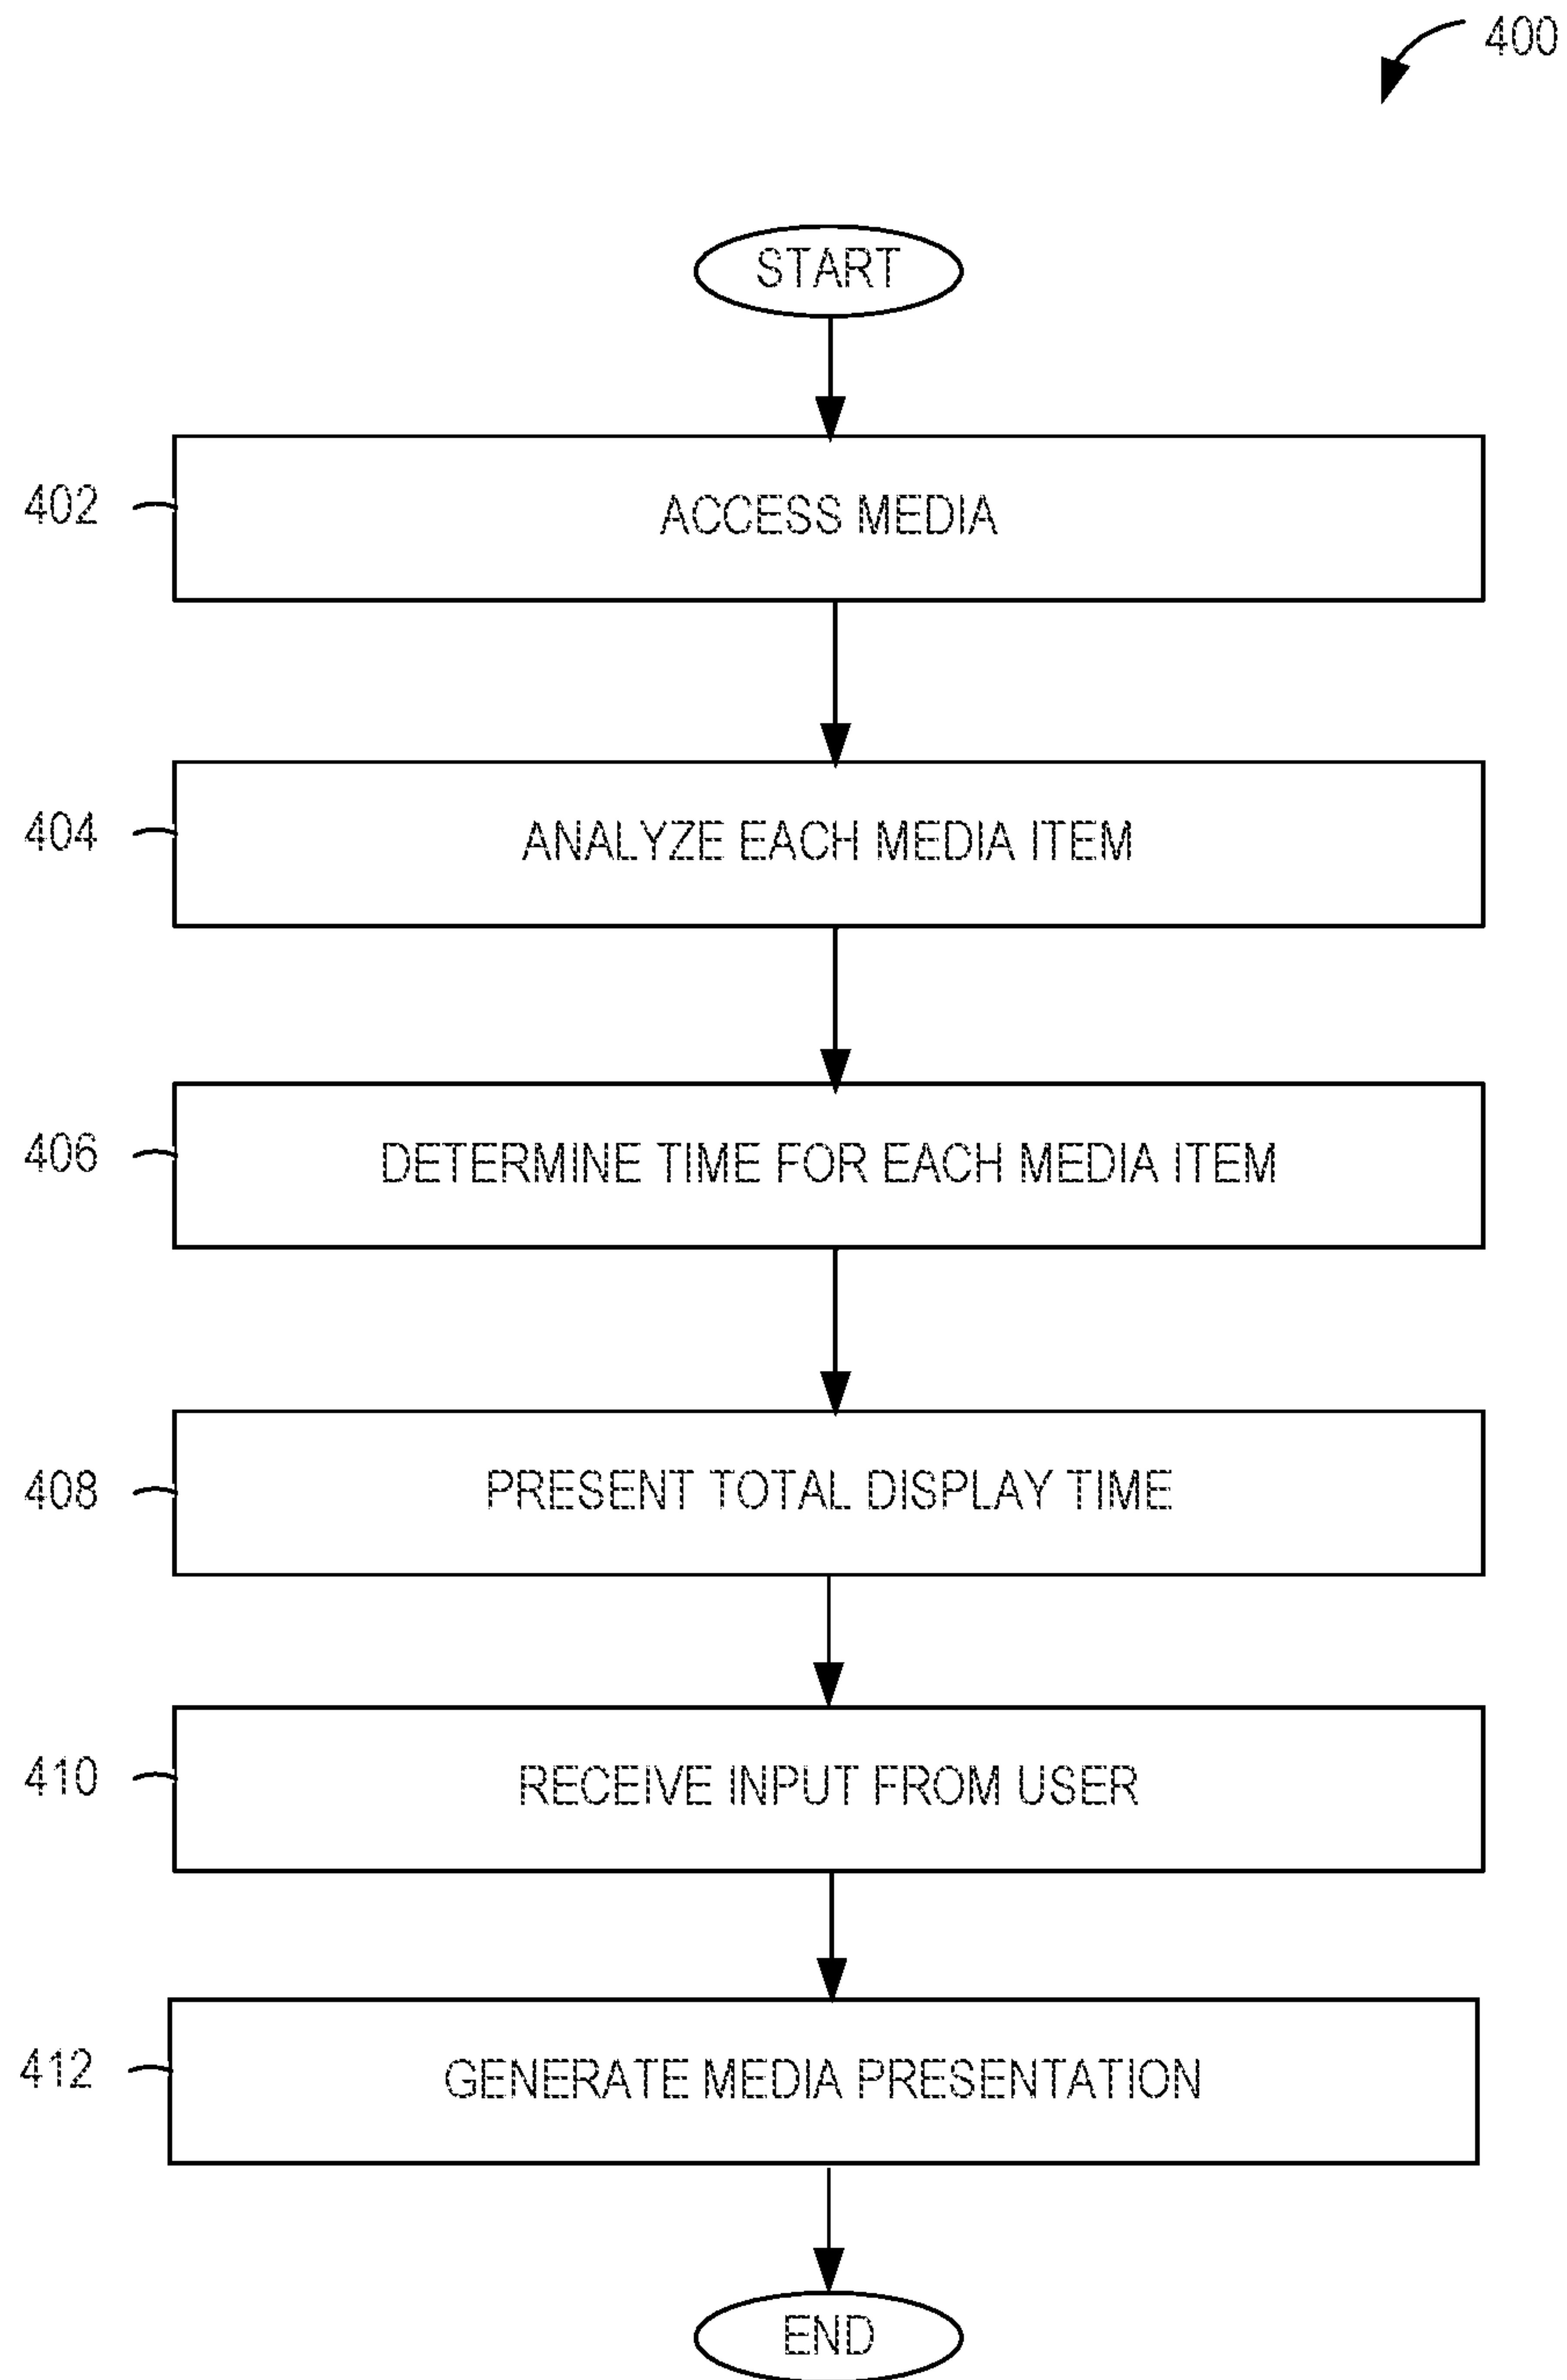 400
START
402
ACCESS MEDIA
404
ANALYZE EACH MEDIA ITEM
406
DETERMINE TIME FOR EACH MEDIA ITEM
408
PRESENT TOTAL DISPLAY TIME
410
RECEIVE INPUT FROM USER
412
GENERATE MEDIA PRESENTATION
END